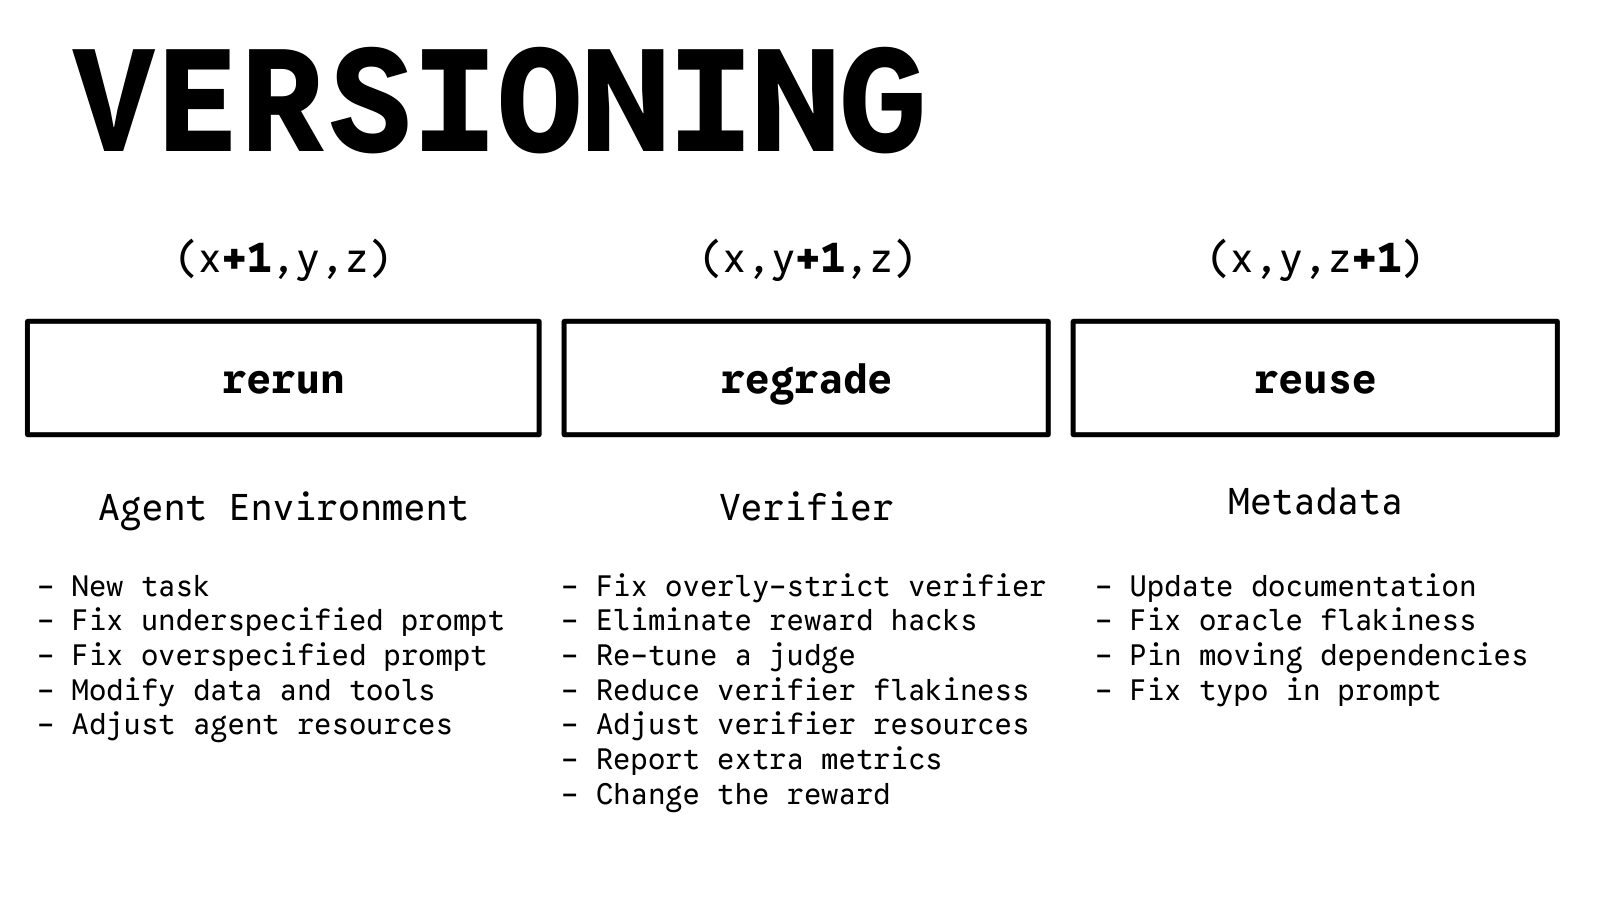 VERSIONING
(x+1,y,z)
rerun
Agent Environment
– New task
– Fix underspecified prompt
– Fix overspecified prompt
– Modify data and tools
– Adjust agent resources
(x,y+1,z)
regrade
Verifier
– Fix overly-strict verifier
– Eliminate reward hacks
– Re-tune a judge
– Reduce verifier flakiness
– Adjust verifier resources
– Report extra metrics
– Change the reward
(x,y,z+1)
reuse
Metadata
– Update documentation
– Fix oracle flakiness
– Pin moving dependencies
– Fix typo in prompt